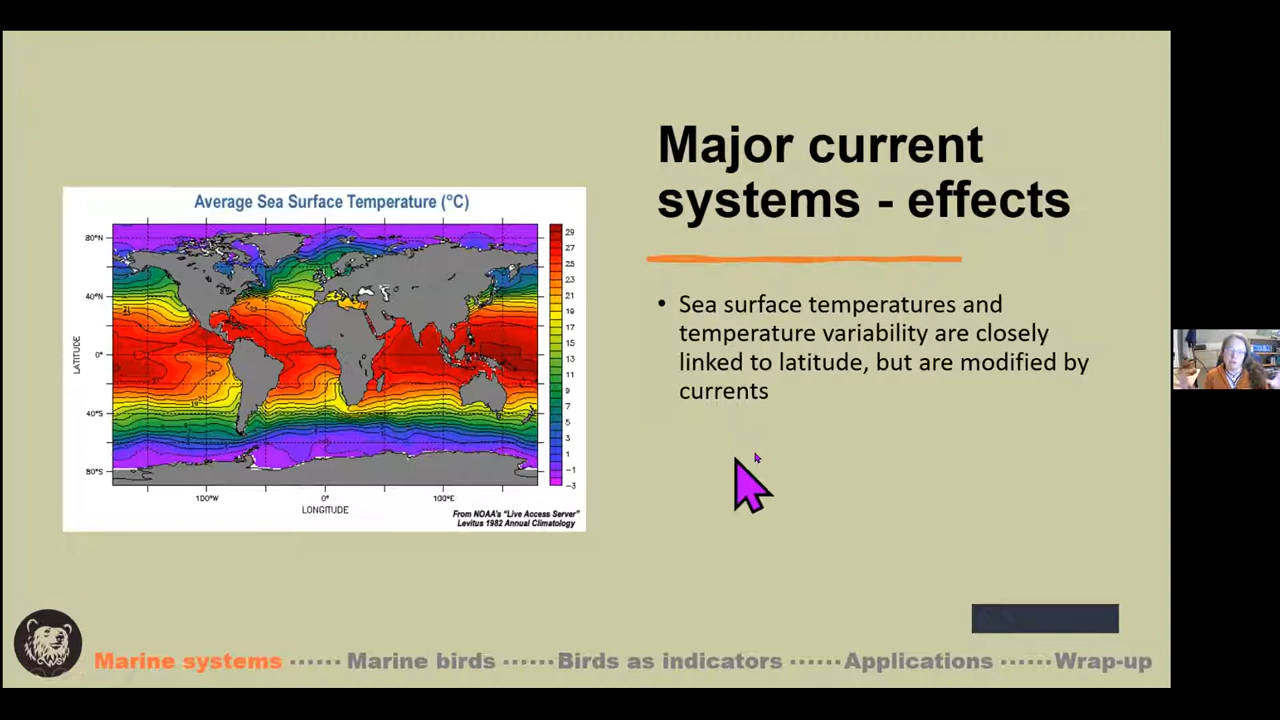 Major current
systems - effects
Average Sea Surface Temperature (°C)
80°N
40°N
0°
40°S
80°S
LATITUDE
100°W
0°
100°E
LONGITUDE
29
27
25
23
21
19
17
15
13
11
9
7
5
3
1
-1
-3
From NOAA's "Live Access Server"
Levitus 1982 Annual Climatology
• Sea surface temperatures and
temperature variability are closely
linked to latitude, but are modified by
currents
Marine systems ······ Marine birds ······ Birds as indicators ······ Applications ······ Wrap-up